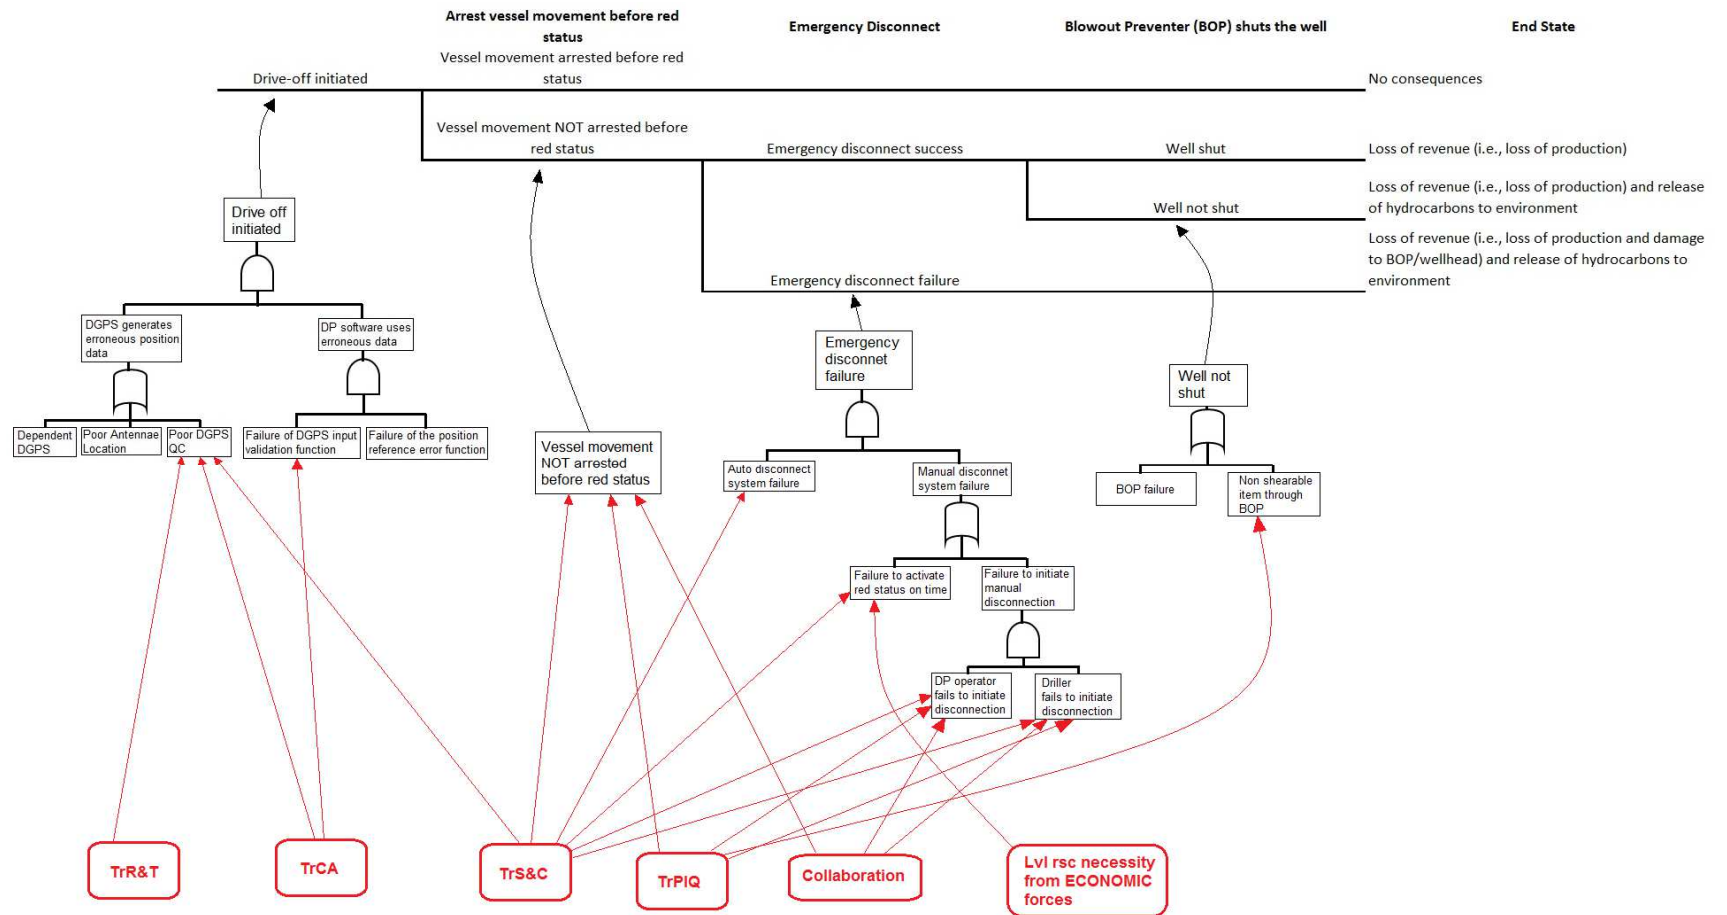 Arrest vessel movement before red
status
Emergency Disconnect
Blowout Preventer (BOP) shuts the well
End State
Vessel movement arrested before red
status
Drive-off initiated
No consequences
Vessel movement NOT arrested before
red status
Emergency disconnect success
Well shut
Loss of revenue (i.e., loss of production)
Loss of revenue (i.e., loss of production) and release
of hydrocarbons to environment
Well not shut
Loss of revenue (i.e., loss of production and damage
to BOP/wellhead) and release of hydrocarbons to
environment
Emergency disconnect failure
Drive off
initiated
DGPS generates
erroneous position
data
DP software uses
erroneous data
Dependent
DGPS
Poor Antennae
Location
Poor DGPS
QC
Failure of DGPS input
validation function
Failure of the position
reference error function
Vessel movement
NOT arrested
before red status
Emergency
disconnet
failure
Well not
shut
Auto disconnect
system failure
Manual disconnet
system failure
BOP failure
Non shearable
item through
BOP
Failure to activate
red status on time
Failure to initiate
manual
disconnection
DP operator
fails to initiate
disconnection
Driller
fails to initiate
disconnection
TrR&T
TrCA
TrS&C
TrPIQ
Collaboration
Lvl rsc necessity
from ECONOMIC
forces